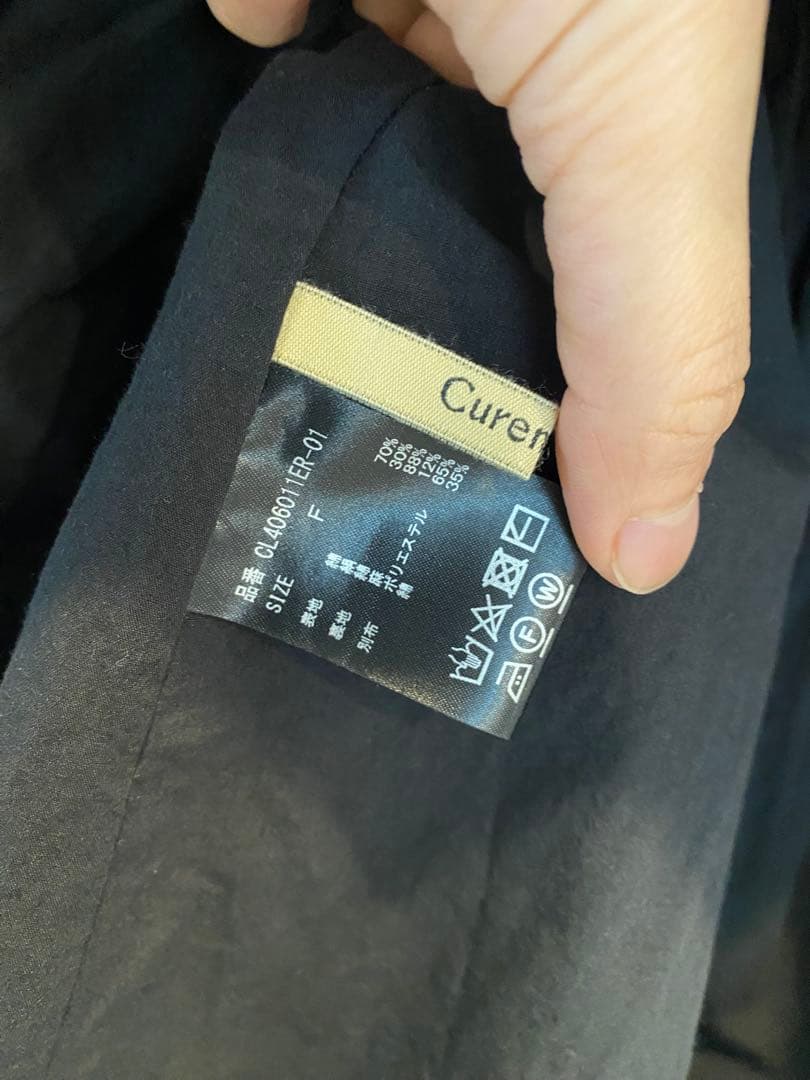 Curen
品番 CL406011ER-01
SIZE F
表地 綿 70%
絹 30%
裏地 綿 88%
麻 12%
別布 ポリエステル 65%
綿 35%
F W